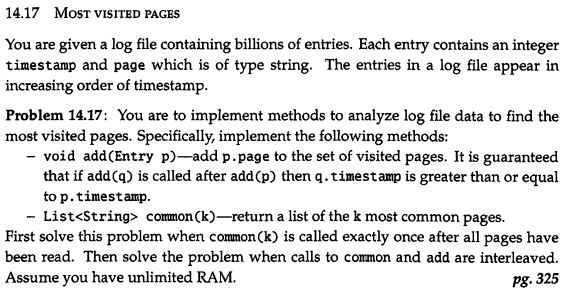 14.17 MOST VISITED PAGES
You are given a log file containing billions of entries. Each entry contains an integer
timestamp and page which is of type string. The entries in a log file appear in
increasing order of timestamp.
Problem 14.17: You are to implement methods to analyze log file data to find the
most visited pages. Specifically, implement the following methods:
– void add(Entry p)—add p.page to the set of visited pages. It is guaranteed
that if add(q) is called after add(p) then q.timestamp is greater than or equal
to p.timestamp.
– List<String> common(k)—return a list of the k most common pages.
First solve this problem when common(k) is called exactly once after all pages have
been read. Then solve the problem when calls to common and add are interleaved.
Assume you have unlimited RAM. pg. 325